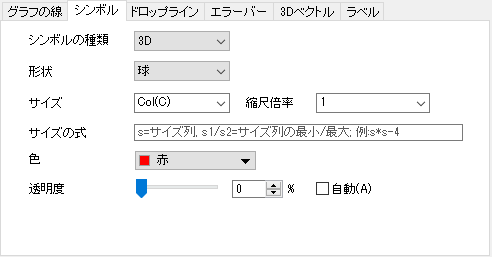 グラフの線 シンボル ドロップライン エラーバー 3Dベクトル ラベル
シンボルの種類 3D
形状 球
サイズ Col(C) 縮尺倍率 1
サイズの式 s=サイズ列, s1/s2=サイズ列の最小/最大; 例:s*s-4
色 赤
透明度 0 % 自動(A)